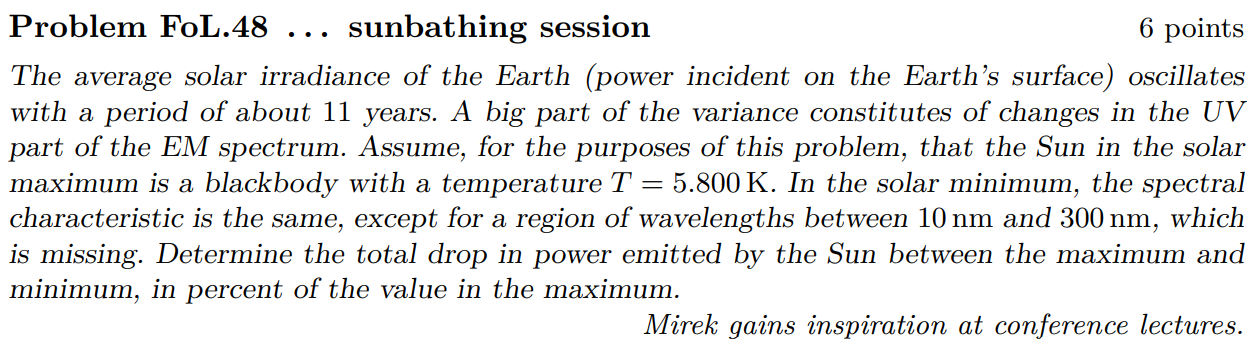 Problem FoL.48 ... sunbathing session 6 points
The average solar irradiance of the Earth (power incident on the Earth's surface) oscillates
with a period of about 11 years. A big part of the variance constitutes of changes in the UV
part of the EM spectrum. Assume, for the purposes of this problem, that the Sun in the solar
maximum is a blackbody with a temperature T = 5.800 K. In the solar minimum, the spectral
characteristic is the same, except for a region of wavelengths between 10 nm and 300 nm, which
is missing. Determine the total drop in power emitted by the Sun between the maximum and
minimum, in percent of the value in the maximum.
Mirek gains inspiration at conference lectures.